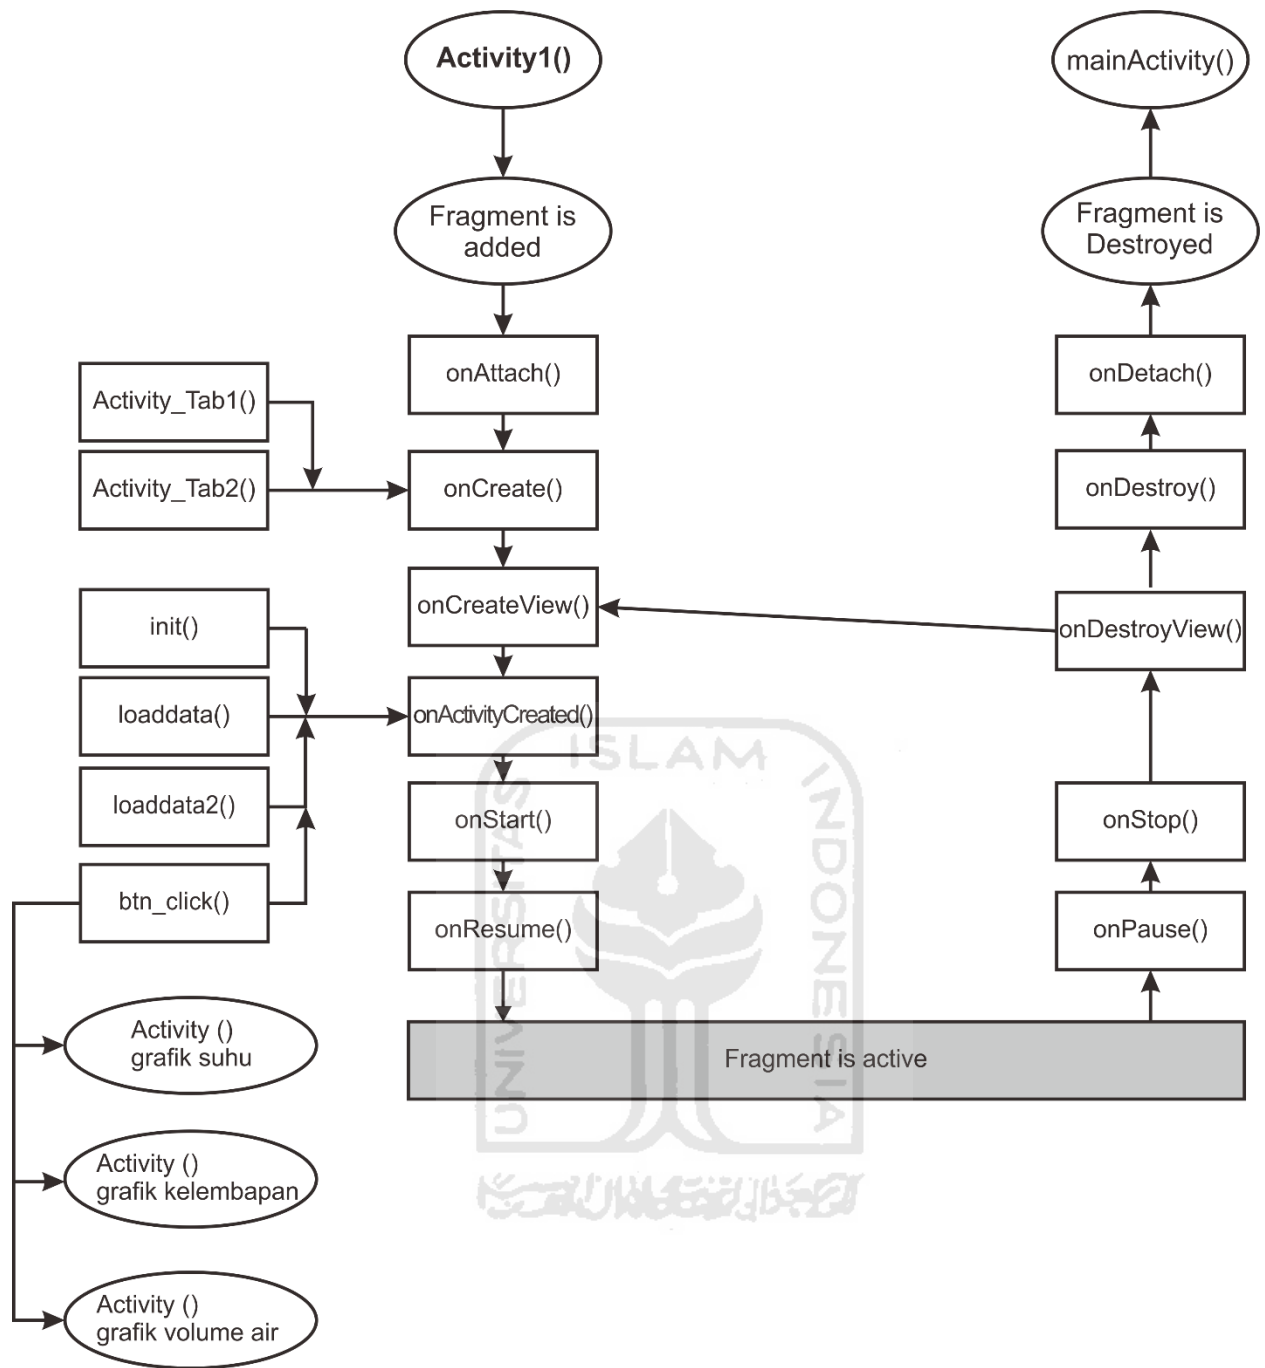 Activity1()
mainActivity()
Fragment is
added
Fragment is
Destroyed
onAttach()
onDetach()
Activity_Tab1()
Activity_Tab2()
onCreate()
onDestroy()
init()
onCreateView()
onDestroyView()
loaddata()
onActivityCreated()
loaddata2()
onStart()
onStop()
btn_click()
onResume()
onPause()
Activity ()
grafik suhu
Fragment is active
Activity ()
grafik kelembapan
Activity ()
grafik volume air
UNIVERSITAS
ISLAM
INDONESIA